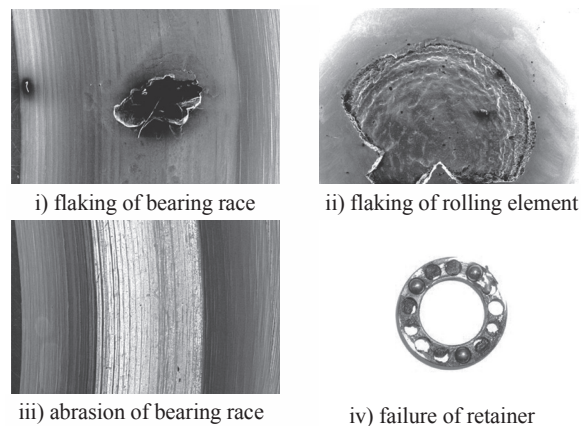 i) flaking of bearing race
ii) flaking of rolling element
iii) abrasion of bearing race
iv) failure of retainer